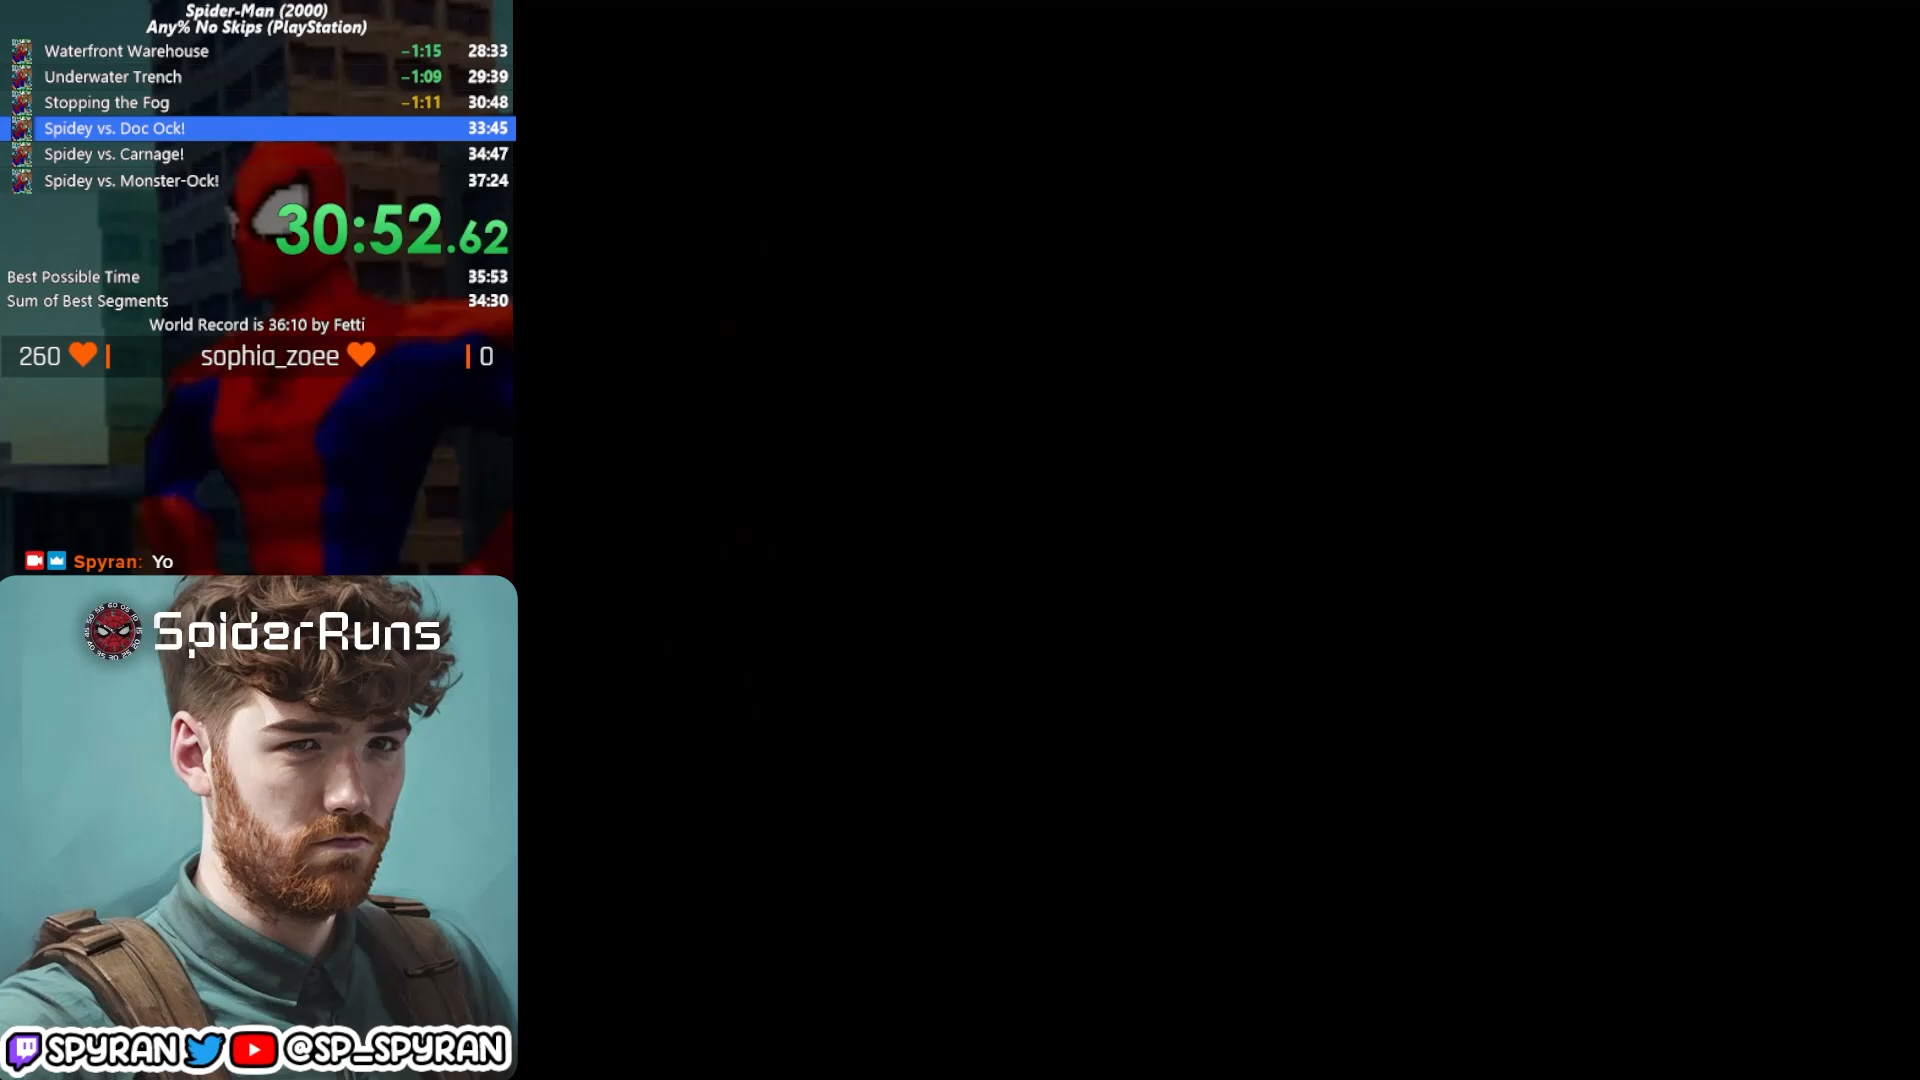 Spider-Man (2000)
Any% No Skips (PlayStation)
Waterfront Warehouse -1:15 28:33
Underwater Trench -1:09 29:39
Stopping the Fog -1:11 30:48
Spidey vs. Doc Ock! 33:45
Spidey vs. Carnage! 34:47
Spidey vs. Monster-Ock! 37:24
30:52.62
Best Possible Time 35:53
Sum of Best Segments 34:30
World Record is 36:10 by Fetti
260 | sophia_zoee | 0
Spyran: Yo
SpiderRuns
SPYRAN @SP_SPYRAN